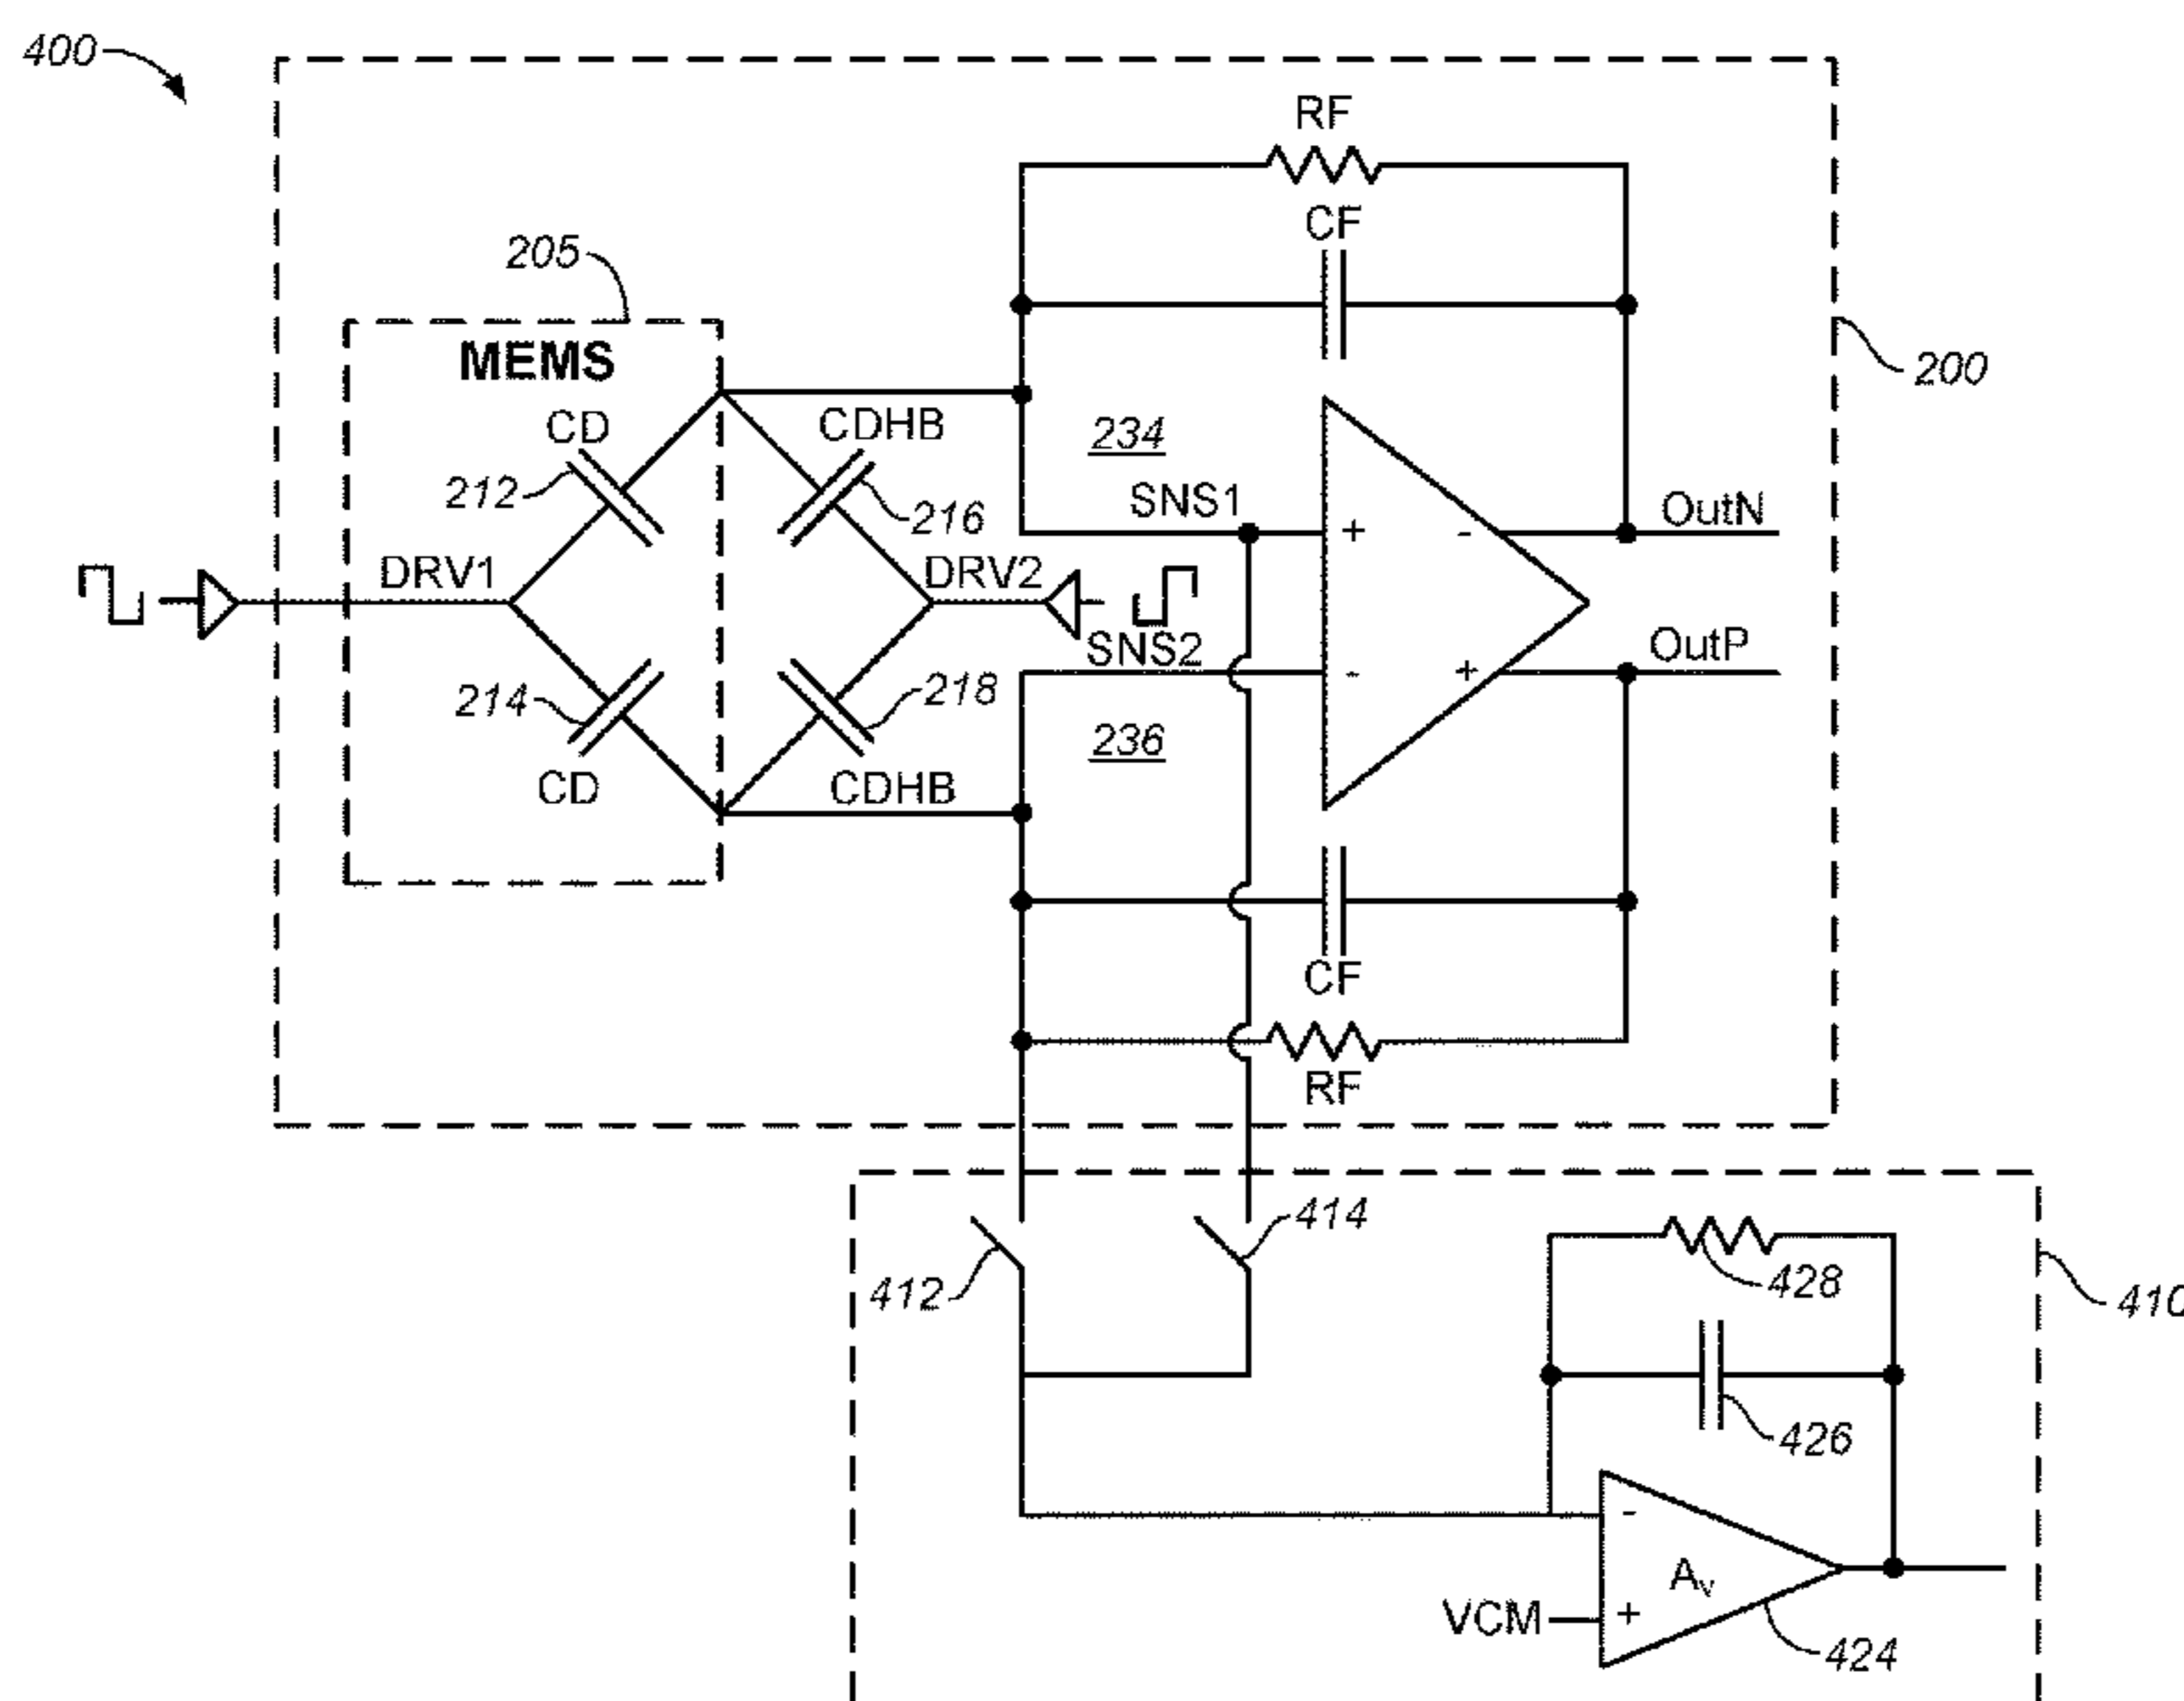 400
RF
CF
205
200
MEMS
CD
CDHB
234
212
SNS1
216
OutN
+
-
DRV1
DRV2
SNS2
OutP
-
+
214
218
236
CD
CDHB
CF
RF
414
412
428
410
426
-
Av
VCM
+
424